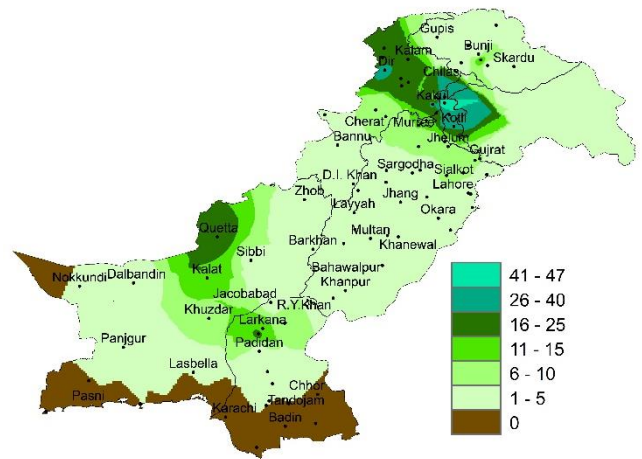 Gupis
Bunji
Kalam
Skardu
Dir
Chilas
Kakul
Cherat
Murree
Kotli
Bannu
Jhelum
Gujrat
Sargodha
Sialkot
D.I. Khan
Lahore
Zhob
Jhang
Layyah
Okara
Quetta
Multan
Barkhan
Khanewal
Sibbi
Kalat
Bahawalpur
Nokkundi
Dalbandin
Khanpur
Jacobabad
R.Y.Khan
Khuzdar
Larkana
Panjgur
Padidan
Lasbella
Chhor
Pasni
Tandojam
Karachi
Badin
41 - 47
26 - 40
16 - 25
11 - 15
6 - 10
1 - 5
0